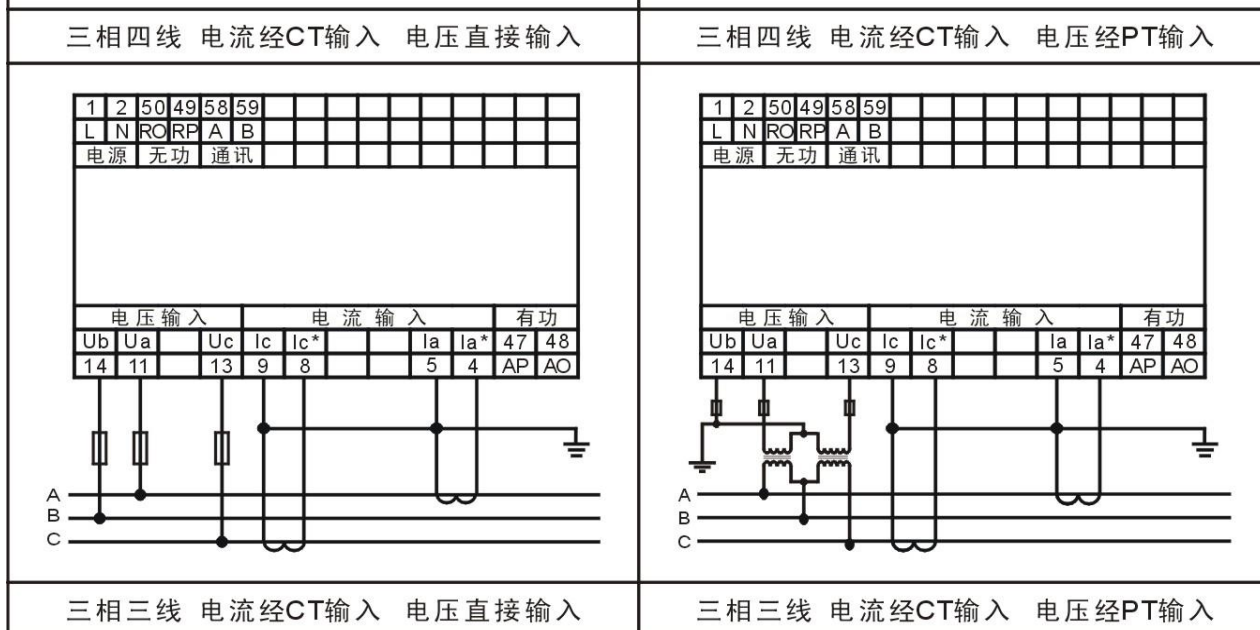 三相四线 电流经CT输入 电压直接输入
三相四线 电流经CT输入 电压经PT输入
1 2 50 49 58 59
L N RO RP A B
电源 无功 通讯
电压输入 电流输入 有功
Ub Ua Uc Ic Ic* Ia Ia* 47 48
14 11 13 9 8 5 4 AP AO
A
B
C
1 2 50 49 58 59
L N RO RP A B
电源 无功 通讯
电压输入 电流输入 有功
Ub Ua Uc Ic Ic* Ia Ia* 47 48
14 11 13 9 8 5 4 AP AO
A
B
C
三相三线 电流经CT输入 电压直接输入
三相三线 电流经CT输入 电压经PT输入